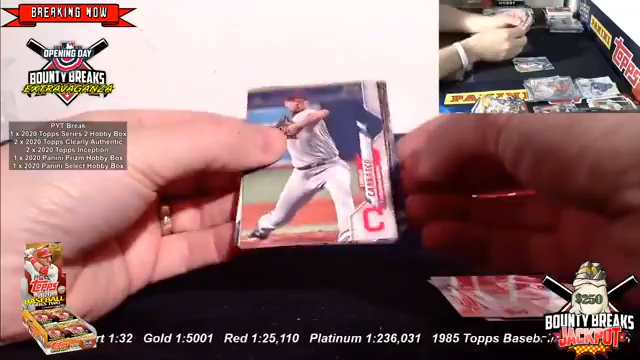 BREAKING NOW
OPENING DAY
BOUNTY BREAKS
EXTRAVAGANZA
PYT Break
1 x 2020 Topps Series 2 Hobby Box
2 x 2020 Topps Clearly Authentic
2 x 2020 Topps Inception
1 x 2020 Panini Prizm Hobby Box
1 x 2020 Panini Select Hobby Box
PANINI
PANINI
Topps
CARRASCO
C
Topps
BASEBALL
$250
BOUNTY BREAKS
JACKPOT
rt 1:32 Gold 1:5001 Red 1:25,110 Platinum 1:236,031 1985 Topps Baseb